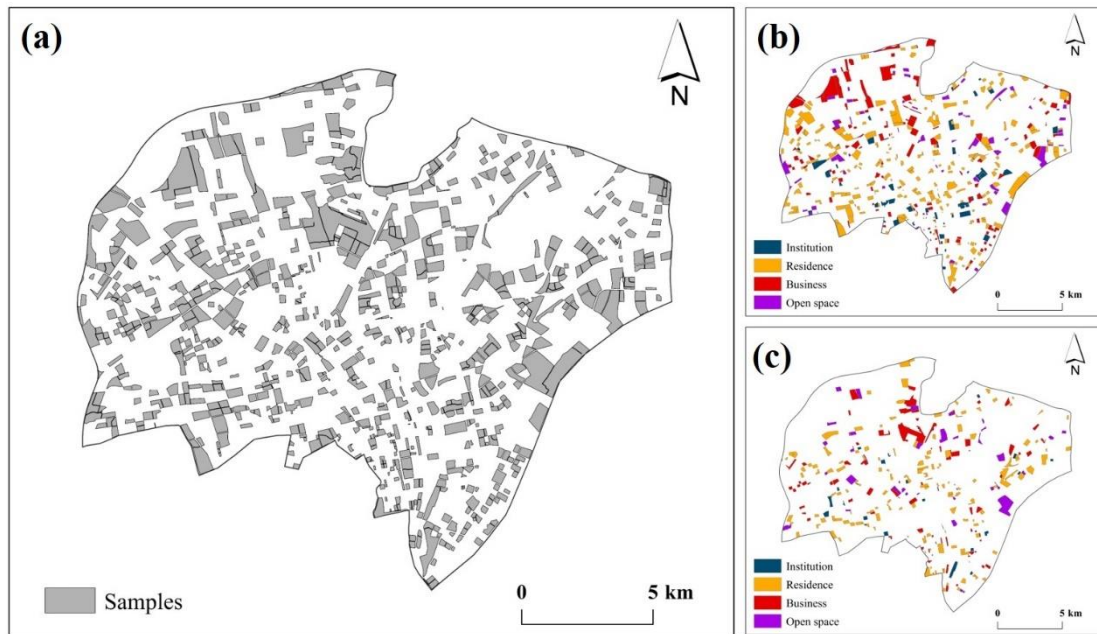 (a)
N
Samples
0 5 km
(b)
N
Institution
Residence
Business
Open space
0 5 km
(c)
N
Institution
Residence
Business
Open space
0 5 km